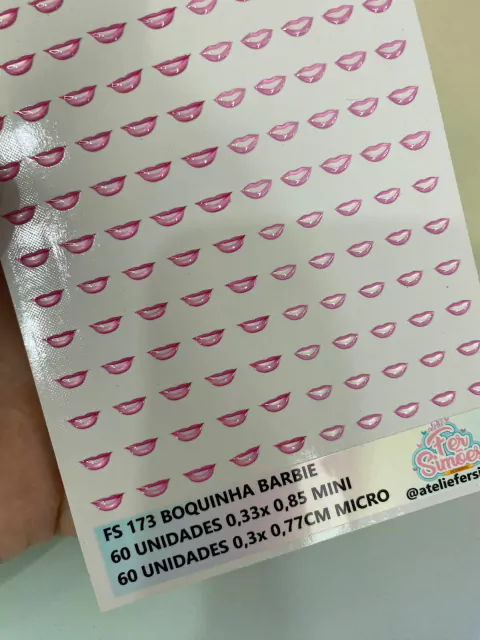 FS 173 BOQUINHA BARBIE
60 UNIDADES 0,33x 0,85 MINI
60 UNIDADES 0,3x 0,77CM MICRO
Fer
Simões